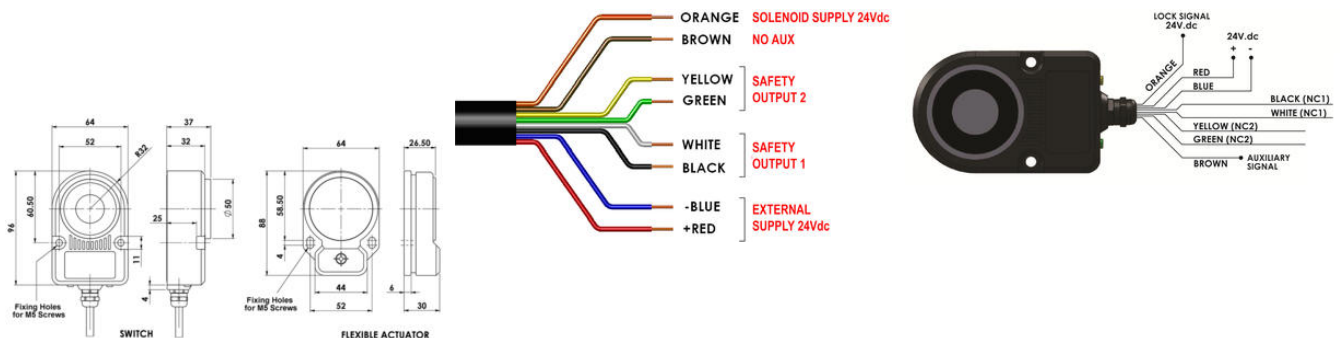 64
52
R32
96
60.50
11
4
Fixing Holes
for M5 Screws
SWITCH
37
32
25
Ø 50
64
88
58.50
4
44
52
Fixing Holes
for M5 Screws
FLEXIBLE ACTUATOR
26.50
6
30
ORANGE SOLENOID SUPPLY 24Vdc
BROWN NO AUX
YELLOW SAFETY
GREEN OUTPUT 2
WHITE SAFETY
BLACK OUTPUT 1
-BLUE EXTERNAL
+RED SUPPLY 24Vdc
LOCK SIGNAL
24V.dc
24V.dc
+ -
ORANGE
RED
BLUE
BLACK (NC1)
WHITE (NC1)
YELLOW (NC2)
GREEN (NC2)
BROWN AUXILIARY
SIGNAL